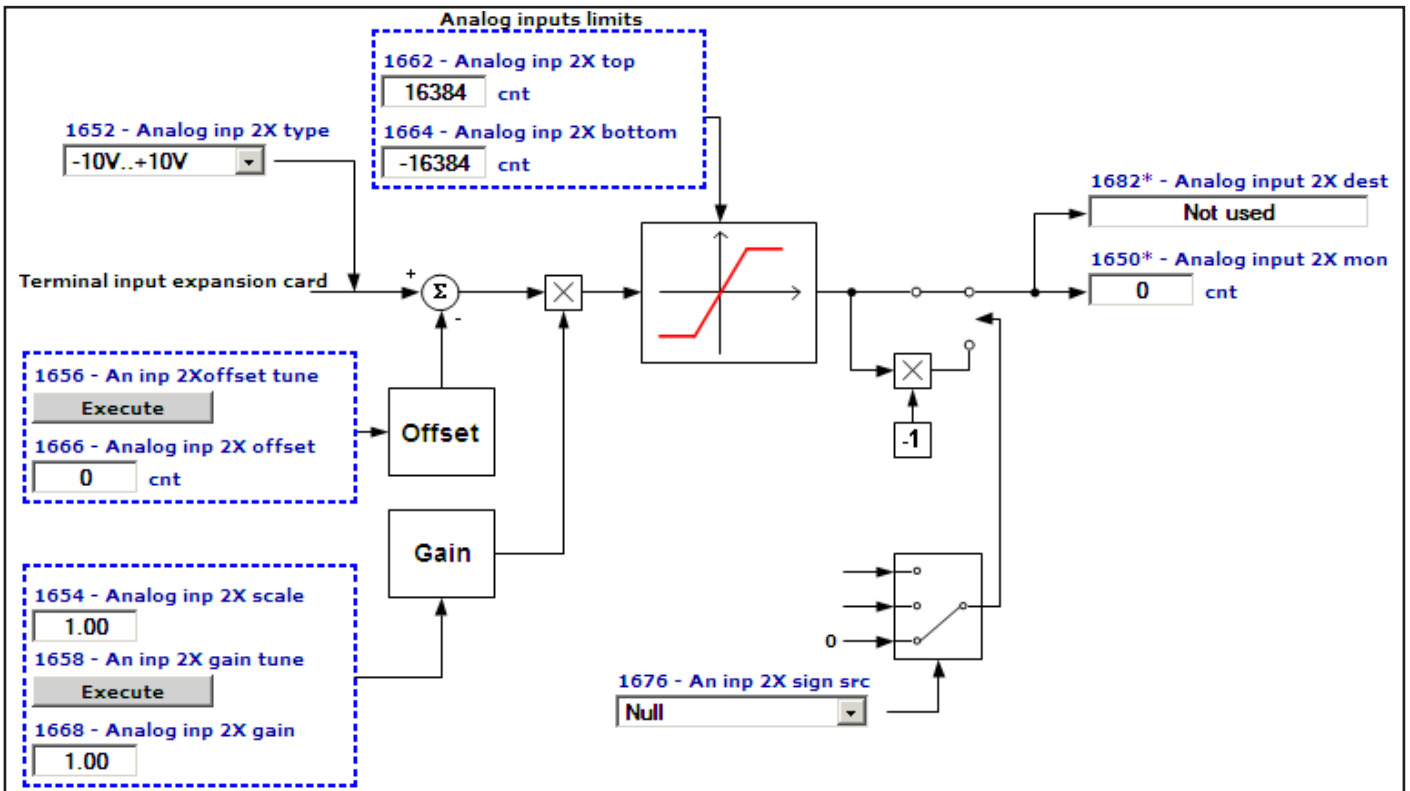 Analog inputs limits
1662 - Analog inp 2X top
16384 cnt
1652 - Analog inp 2X type
-10V..+10V
1664 - Analog inp 2X bottom
-16384 cnt
1682* - Analog input 2X dest
Not used
1650* - Analog input 2X mon
0 cnt
Terminal input expansion card
+
Σ
-
1656 - An inp 2Xoffset tune
Execute
1666 - Analog inp 2X offset
0 cnt
Offset
-1
Gain
1654 - Analog inp 2X scale
1.00
1658 - An inp 2X gain tune
Execute
1668 - Analog inp 2X gain
1.00
0
1676 - An inp 2X sign src
Null